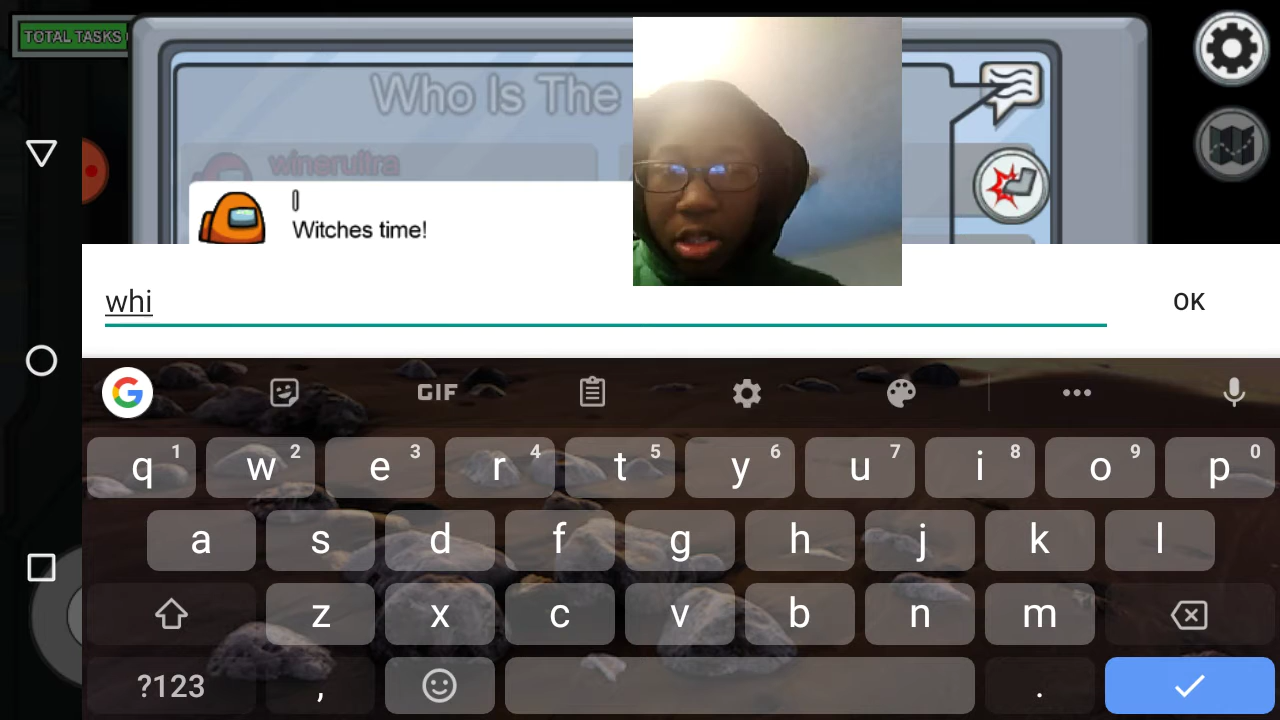 TOTAL TASKS
Who Is The
winerultra
Witches time!
whi
OK
GIF
1 2 3 4 5 6 7 8 9 0
q w e r t y u i o p
a s d f g h j k l
z x c v b n m
?123 , .